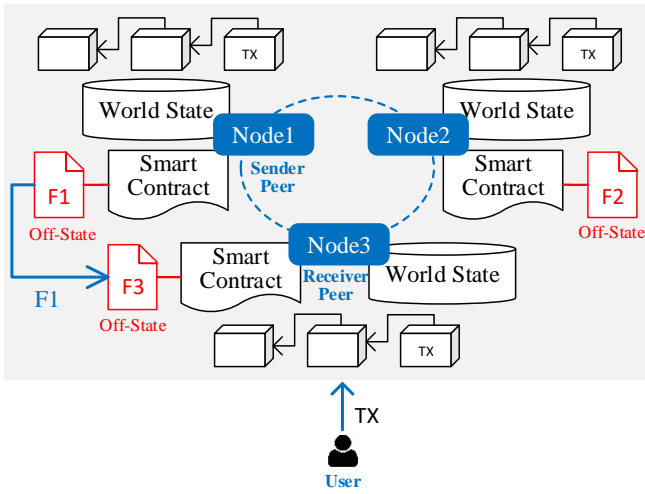 TX
TX
World State
World State
Node1
Node2
Sender
Peer
Smart
Contract
Smart
Contract
F1
F2
Off-State
Off-State
Node3
Receiver
Peer
Smart
Contract
World State
F3
F1
Off-State
TX
TX
User